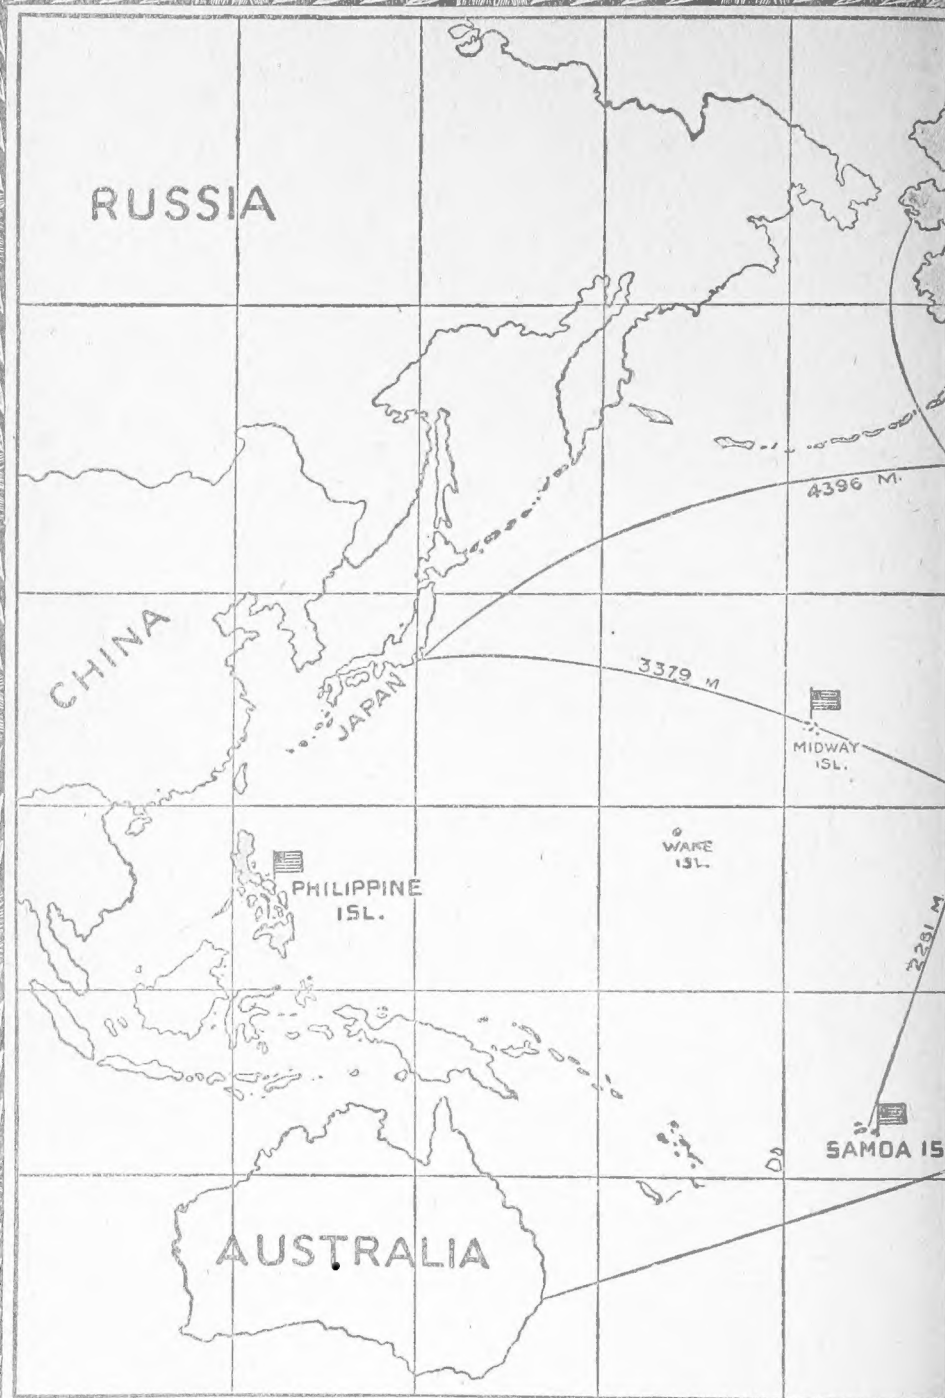 RUSSIA
4396 M.
CHINA
3379 M
JAPAN
MIDWAY
ISL.
WAKE
ISL.
PHILIPPINE
ISL.
2281 M.
SAMOA IS
AUSTRALIA